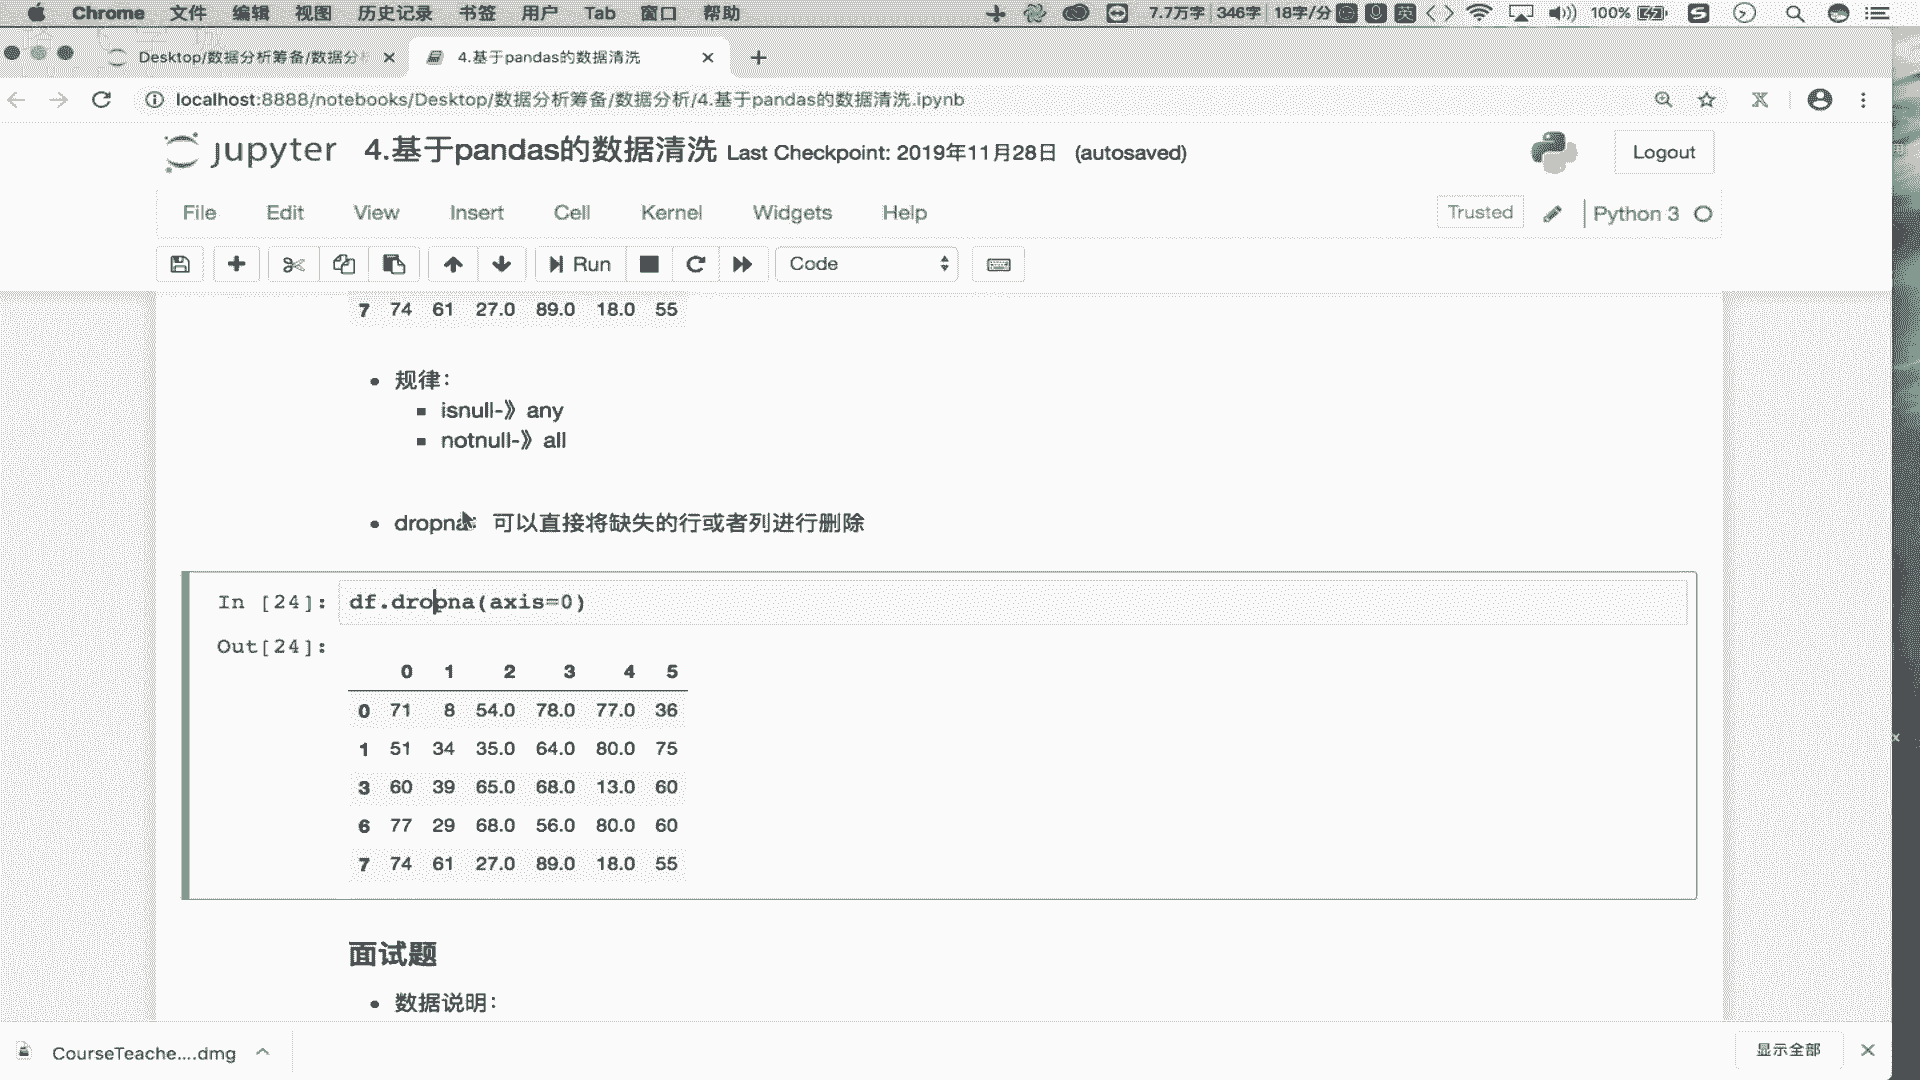 Chrome 文件 编辑 视图 历史记录 书签 用户 Tab 窗口 帮助 7.7万字 346字 18字/分 英 100%
Desktop/数据分析筹备/数据分 4.基于pandas的数据清洗
localhost:8888/notebooks/Desktop/数据分析筹备/数据分析/4.基于pandas的数据清洗.ipynb
jupyter 4.基于pandas的数据清洗 Last Checkpoint: 2019年11月28日 (autosaved) Logout
File Edit View Insert Cell Kernel Widgets Help Trusted Python 3
Run Code
7 74 61 27.0 89.0 18.0 55
规律：
isnull-》any
notnull-》all
dropna： 可以直接将缺失的行或者列进行删除
In [24]: df.dropna(axis=0)
Out[24]:
0 1 2 3 4 5
0 71 8 54.0 78.0 77.0 36
1 51 34 35.0 64.0 80.0 75
3 60 39 65.0 68.0 13.0 60
6 77 29 68.0 56.0 80.0 60
7 74 61 27.0 89.0 18.0 55
面试题
数据说明：
CourseTeache....dmg 显示全部